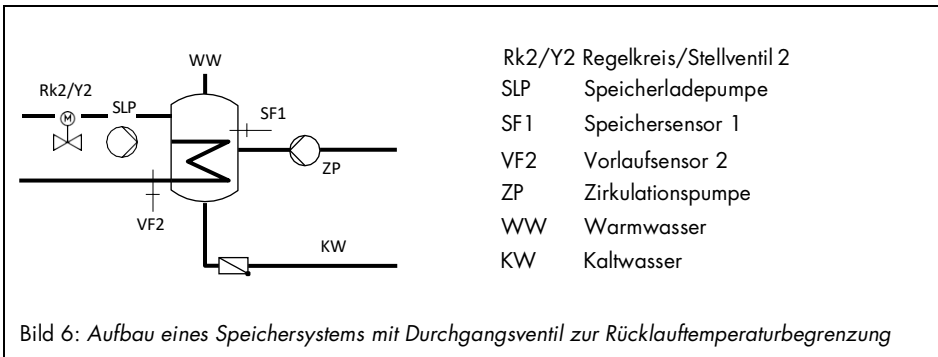 WW
Rk2/Y2
SLP
M
SF1
ZP
VF2
KW
Rk2/Y2 Regelkreis/Stellventil 2
SLP Speicherladepumpe
SF1 Speichersensor 1
VF2 Vorlaufsensor 2
ZP Zirkulationspumpe
WW Warmwasser
KW Kaltwasser
Bild 6: Aufbau eines Speichersystems mit Durchgangsventil zur Rücklauftemperaturbegrenzung